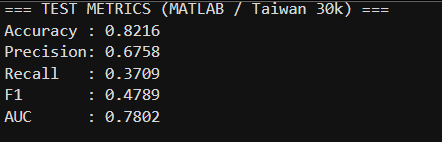 === TEST METRICS (MATLAB / Taiwan 30k) ===
Accuracy : 0.8216
Precision: 0.6758
Recall   : 0.3709
F1       : 0.4789
AUC      : 0.7802